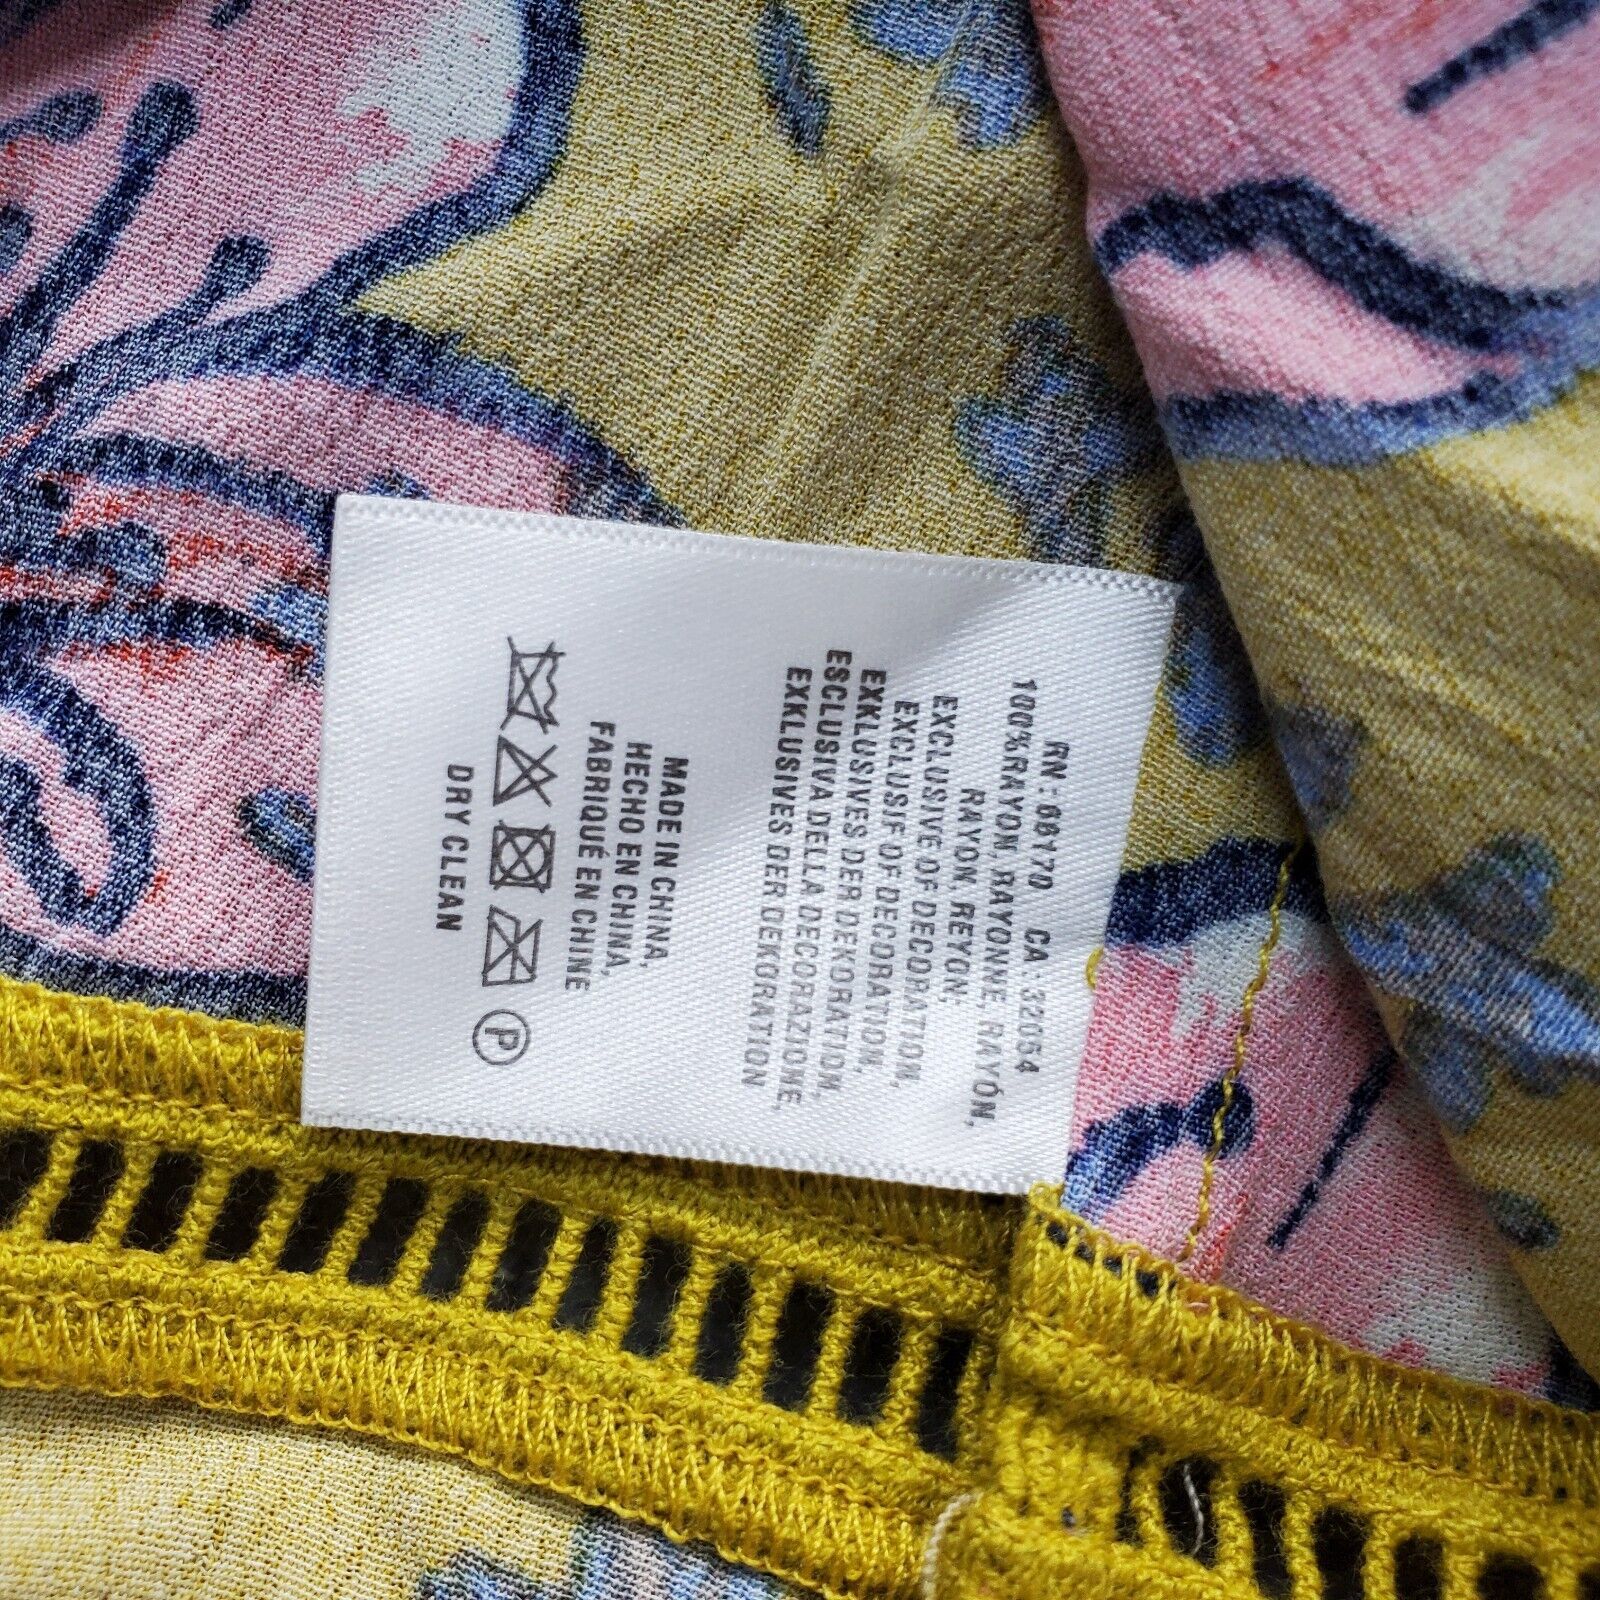 RN: 66170 CA: 32054
100% RAYON, RAYONNE, RAYÓN,
RAYON, REYON;
EXCLUSIVE OF DECORATION,
EXCLUSIF OF DECORATION,
EXKLUSIVES DER DEKORATION,
ESCLUSIVA DELLA DECORAZIONE,
EXKLUSIVES DER DEKORATION
MADE IN CHINA,
HECHO EN CHINA,
FABRIQUÉ EN CHINE
P
DRY CLEAN